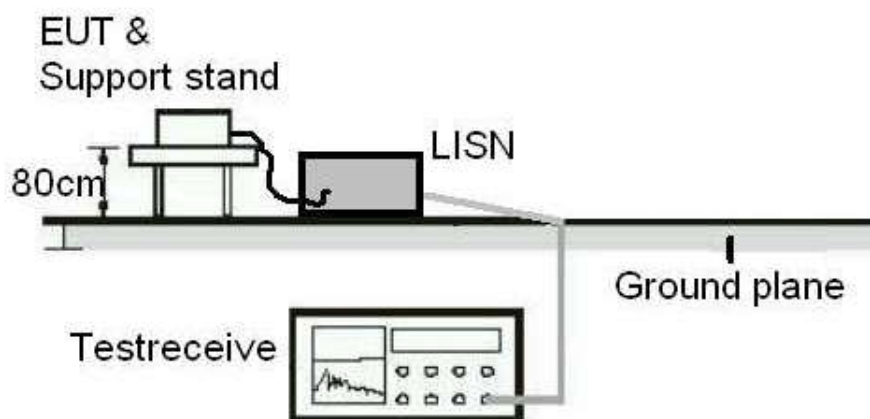 EUT &
Support stand
LISN
80cm
Ground plane
Testreceive